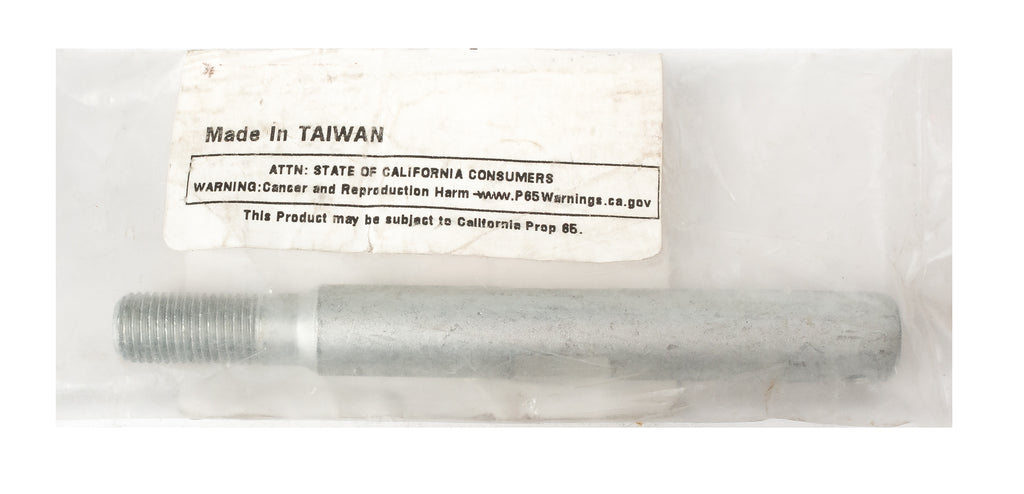 Made In TAIWAN
ATTN: STATE OF CALIFORNIA CONSUMERS
WARNING:Cancer and Reproduction Harm -www.P65Warnings.ca.gov
This Product may be subject to California Prop 65.